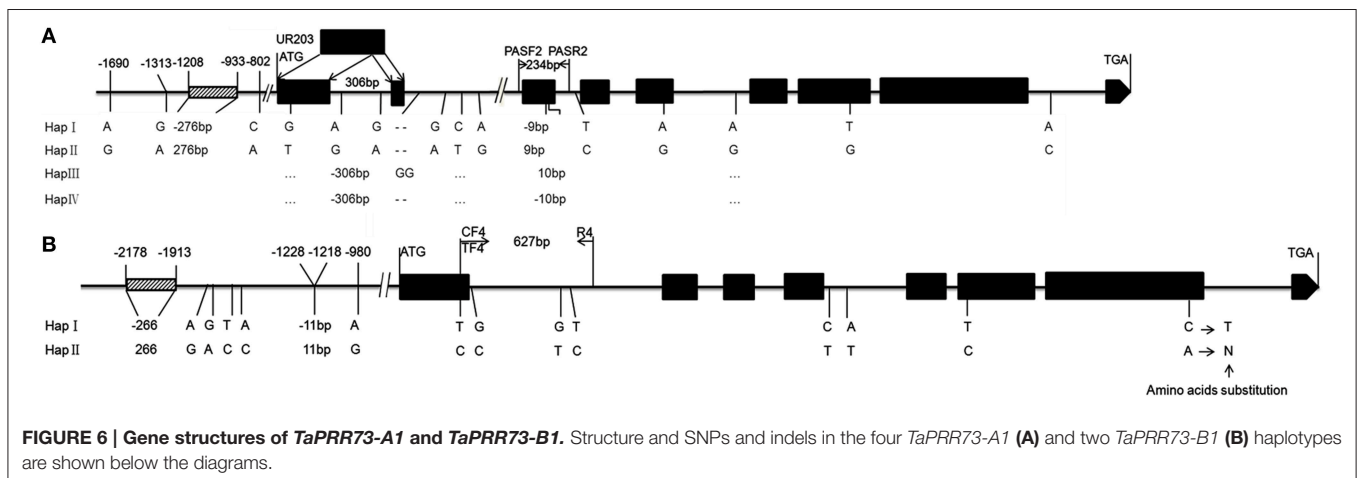 A
UR203
ATG
PASF2 PASR2
234bp
TGA
-1690 -1313 -1208 -933 -802
306bp
Hap I A G -276bp C G A G - - G C A -9bp T A A T A
Hap II G A 276bp A T G A - - A T G 9bp C G G G C
HapIII ... -306bp GG ... 10bp ...
HapIV ... -306bp - - ... -10bp ...
B
-2178 -1913 -1228 -1218 -980 ATG CF4 TF4 627bp R4 TGA
Hap I -266 A G T A -11bp A T G G T C A T C → T
Hap II 266 G A C C 11bp G C C T C T T C A → N
Amino acids substitution
FIGURE 6 | Gene structures of TaPRR73-A1 and TaPRR73-B1. Structure and SNPs and indels in the four TaPRR73-A1 (A) and two TaPRR73-B1 (B) haplotypes
are shown below the diagrams.